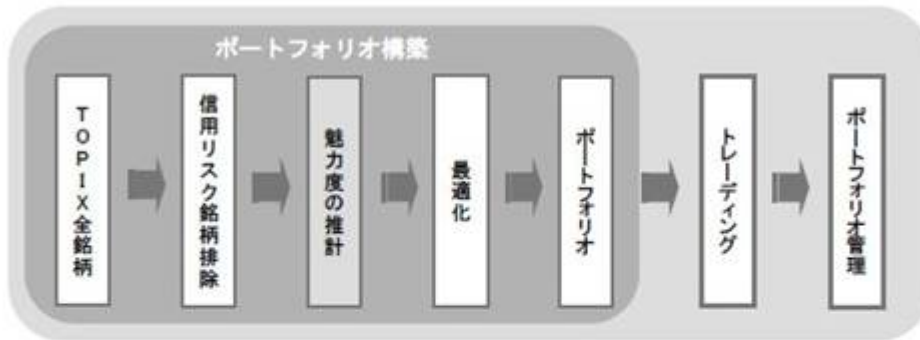 ポートフォリオ構築
TOPIX全銘柄
信用リスク銘柄排除
魅力度の推計
最適化
ポートフォリオ
トレーディング
ポートフォリオ管理